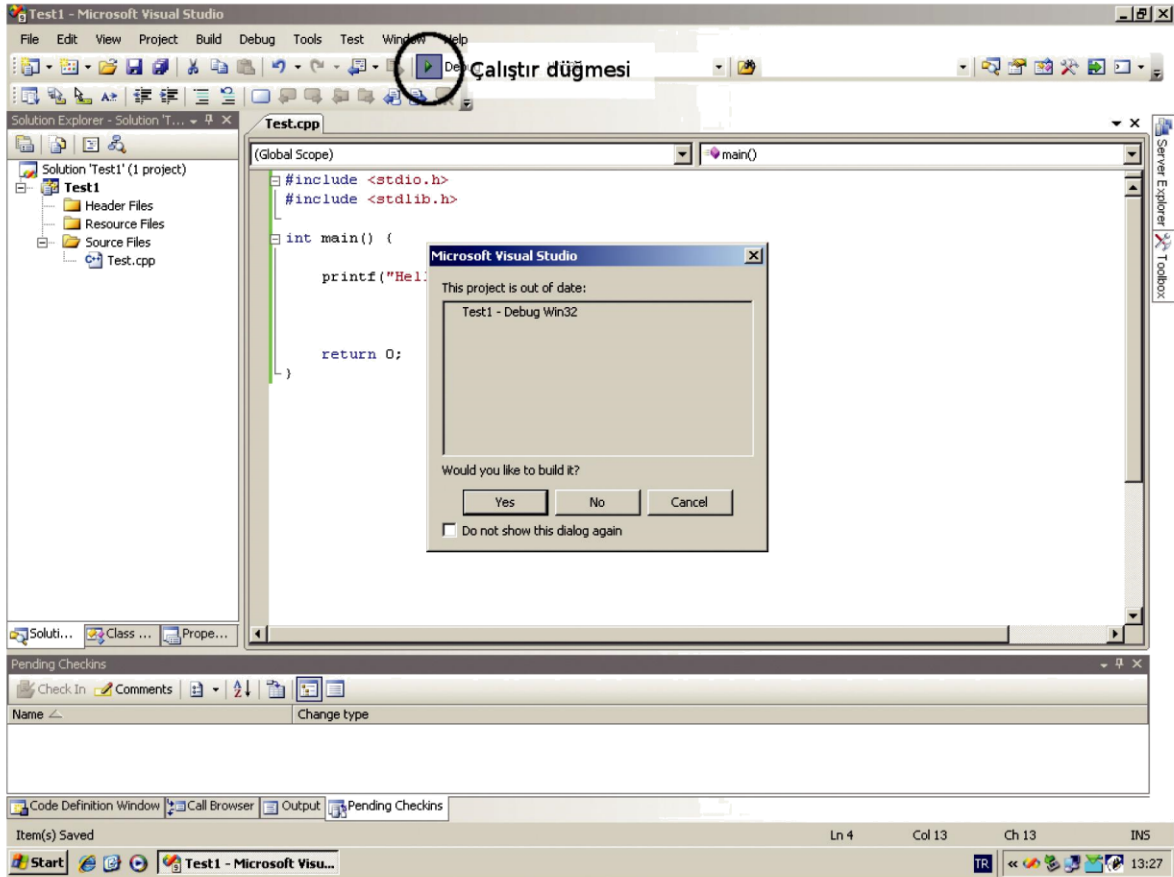 Test1 - Microsoft Visual Studio
File Edit View Project Build Debug Tools Test Window Help
Çalıştır düğmesi
Solution Explorer - Solution 'T...
Test.cpp
(Global Scope)
main()
Solution 'Test1' (1 project)
Test1
Header Files
Resource Files
Source Files
Test.cpp
#include <stdio.h>
#include <stdlib.h>
int main() {
printf("Hel
return 0;
}
Microsoft Visual Studio
This project is out of date:
Test1 - Debug Win32
Would you like to build it?
Yes No Cancel
Do not show this dialog again
Server Explorer
Toolbox
Soluti... Class ... Prope...
Pending Checkins
Check In Comments
Name Change type
Code Definition Window Call Browser Output Pending Checkins
Item(s) Saved Ln 4 Col 13 Ch 13 INS
Start Test1 - Microsoft Visu... TR « 13:27